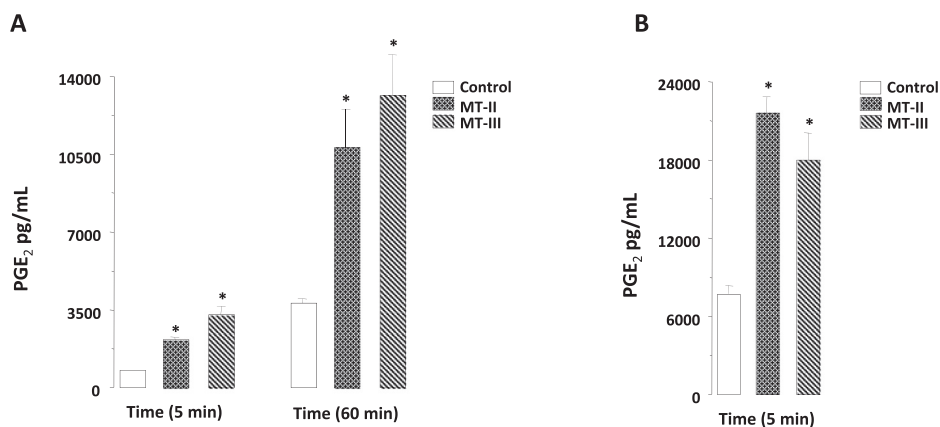 A
PGE₂ pg/mL
14000
10500
7000
3500
0
*
*
*
*
Time (5 min)
Time (60 min)
Control
MT-II
MT-III
B
PGE₂ pg/mL
24000
18000
12000
6000
0
*
*
Time (5 min)
Control
MT-II
MT-III